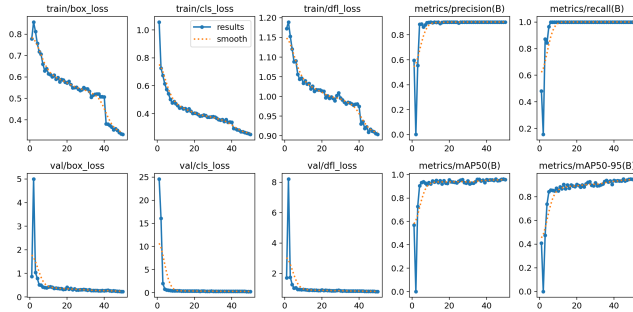 train/box_loss
train/cls_loss
train/dfl_loss
metrics/precision(B)
metrics/recall(B)
0.8
0.6
0.4
0 20 40
1.0
0.8
0.6
0.4
0 20 40
results
smooth
1.20
1.15
1.10
1.05
1.00
0.95
0.90
0 20 40
0.8
0.6
0.4
0.2
0.0
0 20 40
1.0
0.8
0.6
0.4
0.2
0.0
0 20 40
val/box_loss
val/cls_loss
val/dfl_loss
metrics/mAP50(B)
metrics/mAP50-95(B)
5
4
3
2
1
0
0 20 40
25
20
15
10
5
0
0 20 40
8
6
4
2
0 20 40
1.0
0.8
0.6
0.4
0.2
0.0
0 20 40
0.8
0.6
0.4
0.2
0.0
0 20 40